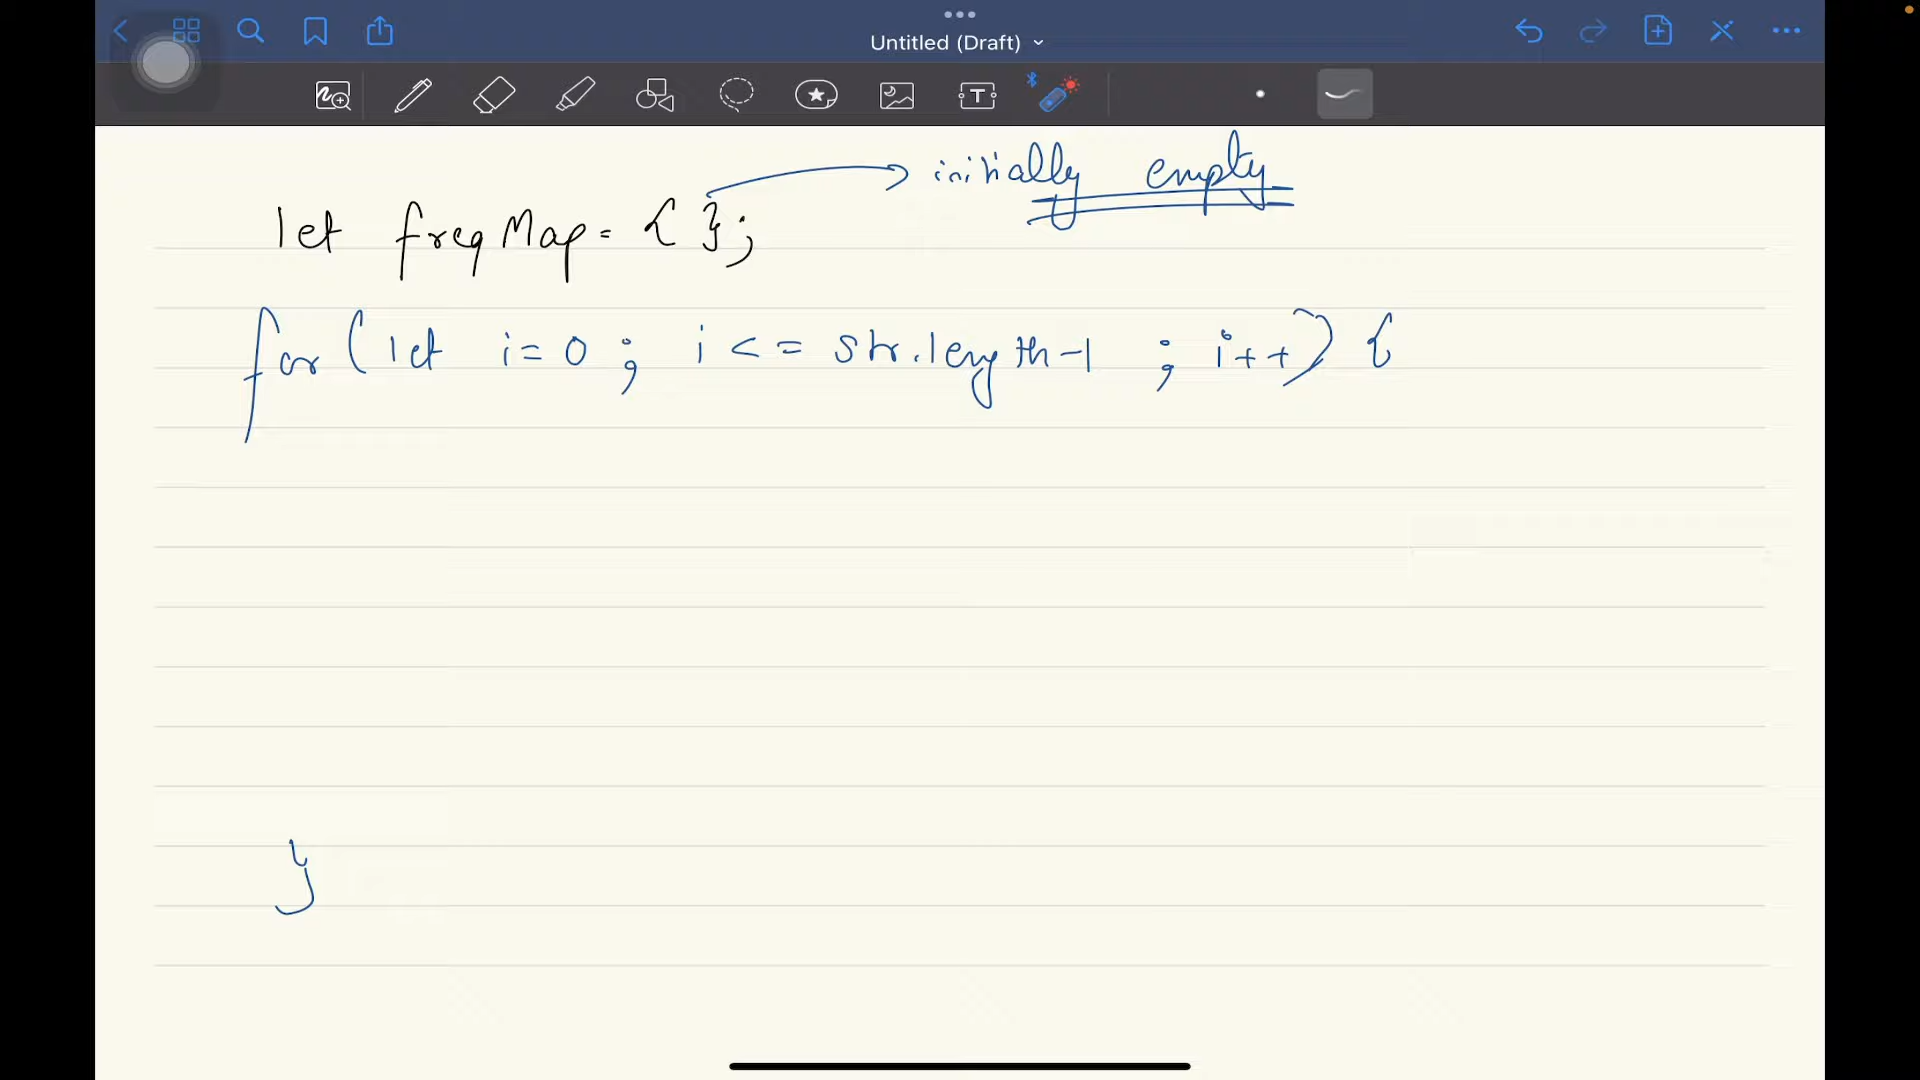 Untitled (Draft)
initially empty
let freqMap = { };
for (let i=0 ; i <= str.length-1 ; i++) {
}